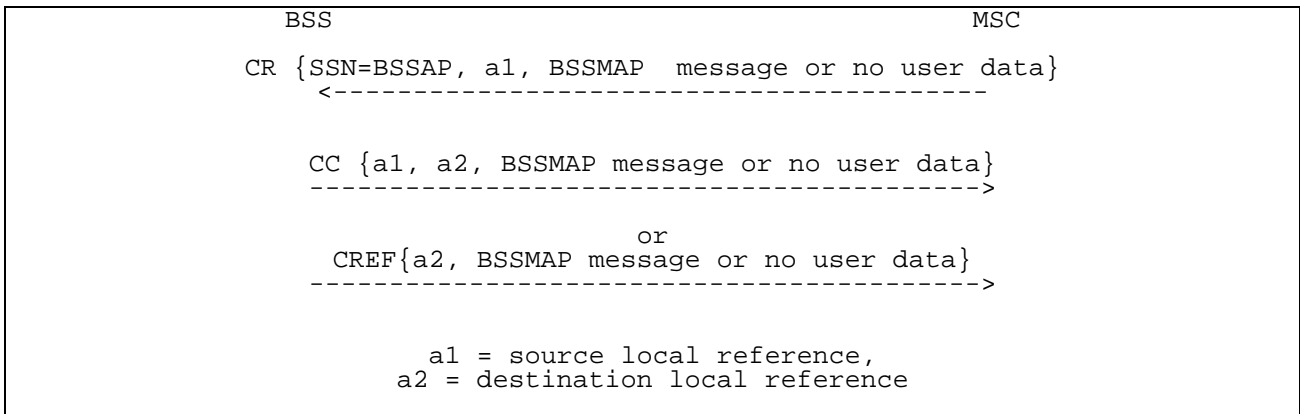 BSS MSC
CR {SSN=BSSAP, a1, BSSMAP message or no user data}
<-----------------------------------------
CC {a1, a2, BSSMAP message or no user data}
------------------------------------------>
or
CREF{a2, BSSMAP message or no user data}
------------------------------------------>
a1 = source local reference,
a2 = destination local reference